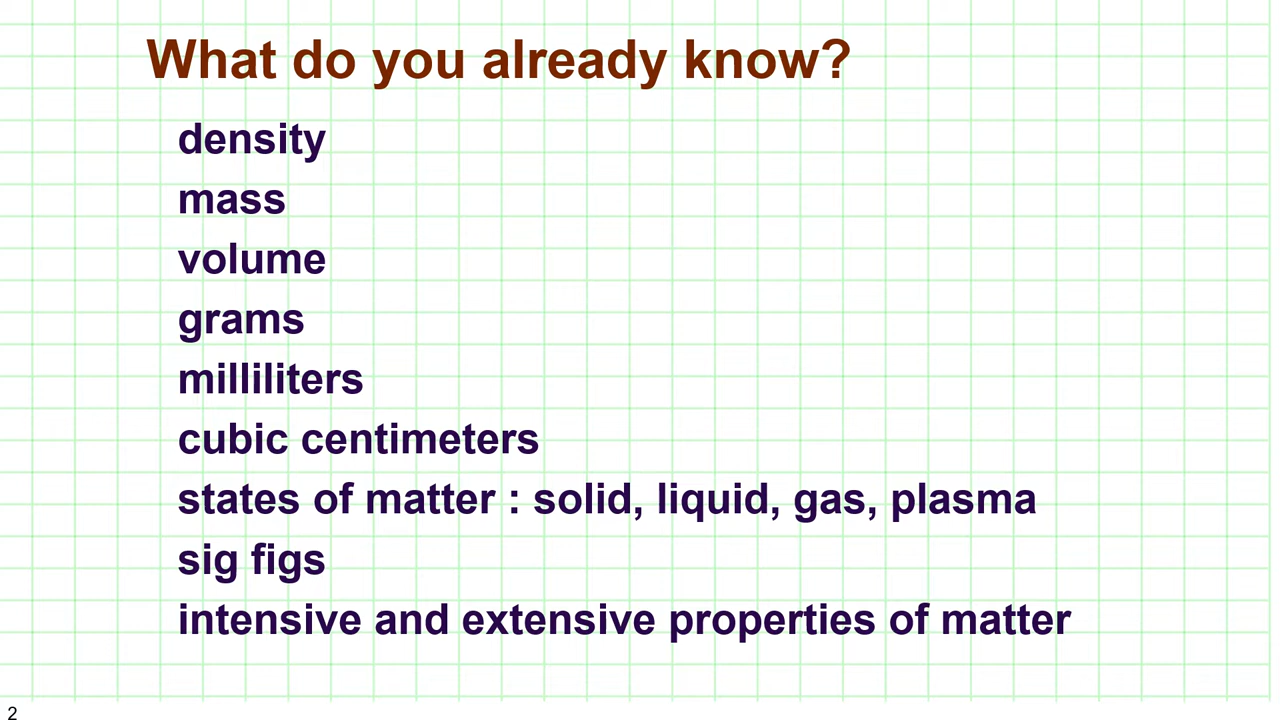 What do you already know?
density
mass
volume
grams
milliliters
cubic centimeters
states of matter : solid, liquid, gas, plasma
sig figs
intensive and extensive properties of matter
2